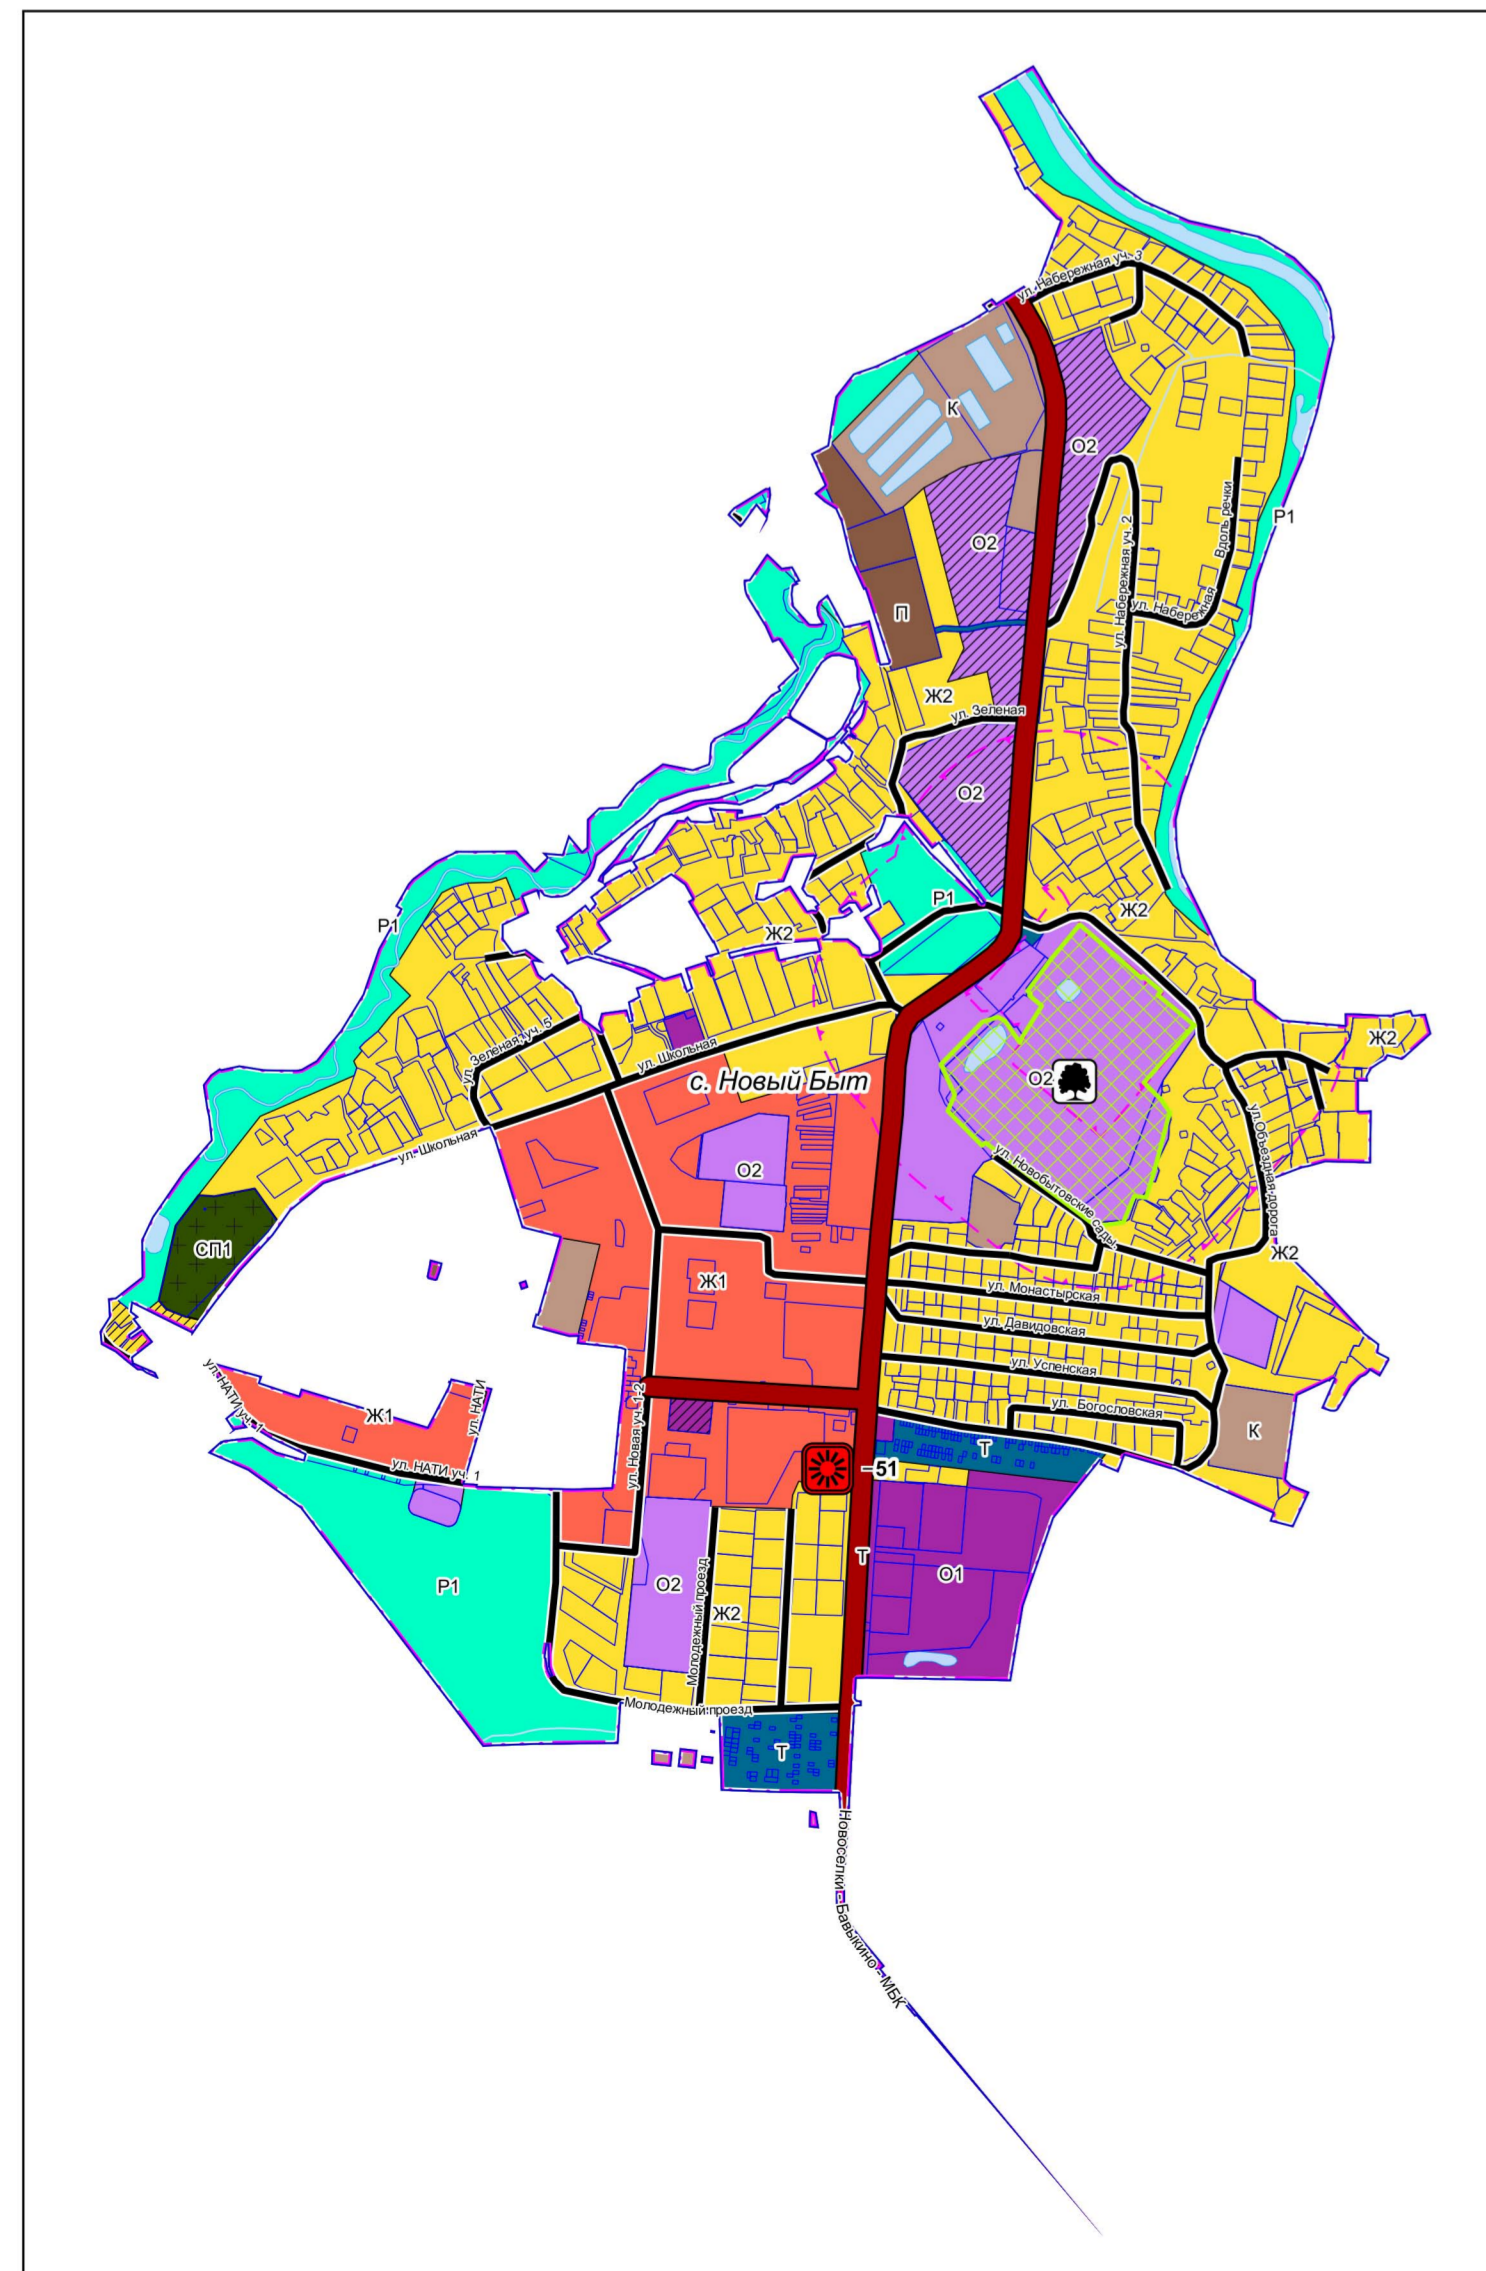 ул. Набережная уч. 3
К
О2
Р1
О2
Вдоль речки
ул. Набережная уч. 2
ул. Набережная
П
Ж2
ул. Зеленая
О2
Р1
Ж2
Р1
Ж2
ул. Зеленая, уч. 5
ул. Школьная
Ж2
с. Новый Быт
О2
ул. Школьная
ул.Объездная дорога
ул. Новобытовские сады,
О2
СП1
Ж2
Ж1
ул. Монастырская
ул. Давидовская
ул. Успенская
ул. НАТИ уч. 1
ул. НАТИ
ул. Новая уч. 1-2
ул. Богословская
Ж1
К
Т
ул. НАТИ уч. 1
–51
Т
О1
Р1
О2
Молодежный проезд
Ж2
Молодежный проезд
Т
Новоселки - Бавыкино - МБК